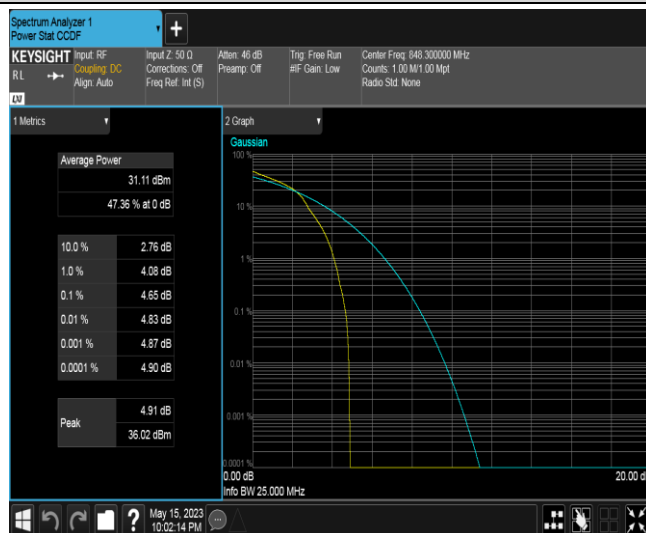 Spectrum Analyzer 1
Power Stat CCDF
+
KEYSIGHT Input: RF
RL
Coupling: DC
Align: Auto
Input Z: 50 Ω
Corrections: Off
Freq Ref: Int (S)
Atten: 46 dB
Preamp: Off
Trig: Free Run
#IF Gain: Low
Center Freq: 848.300000 MHz
Counts: 1.00 M/1.00 Mpt
Radio Std: None
LXI
1 Metrics
Average Power
31.11 dBm
47.36 % at 0 dB
10.0 % 2.76 dB
1.0 % 4.08 dB
0.1 % 4.65 dB
0.01 % 4.83 dB
0.001 % 4.87 dB
0.0001 % 4.90 dB
Peak
4.91 dB
36.02 dBm
2 Graph
Gaussian
100 %
10 %
1 %
0.1 %
0.01 %
0.001 %
0.0001 %
0.00 dB
20.00 d
Info BW 25.000 MHz
?
May 15, 2023
10:02:14 PM